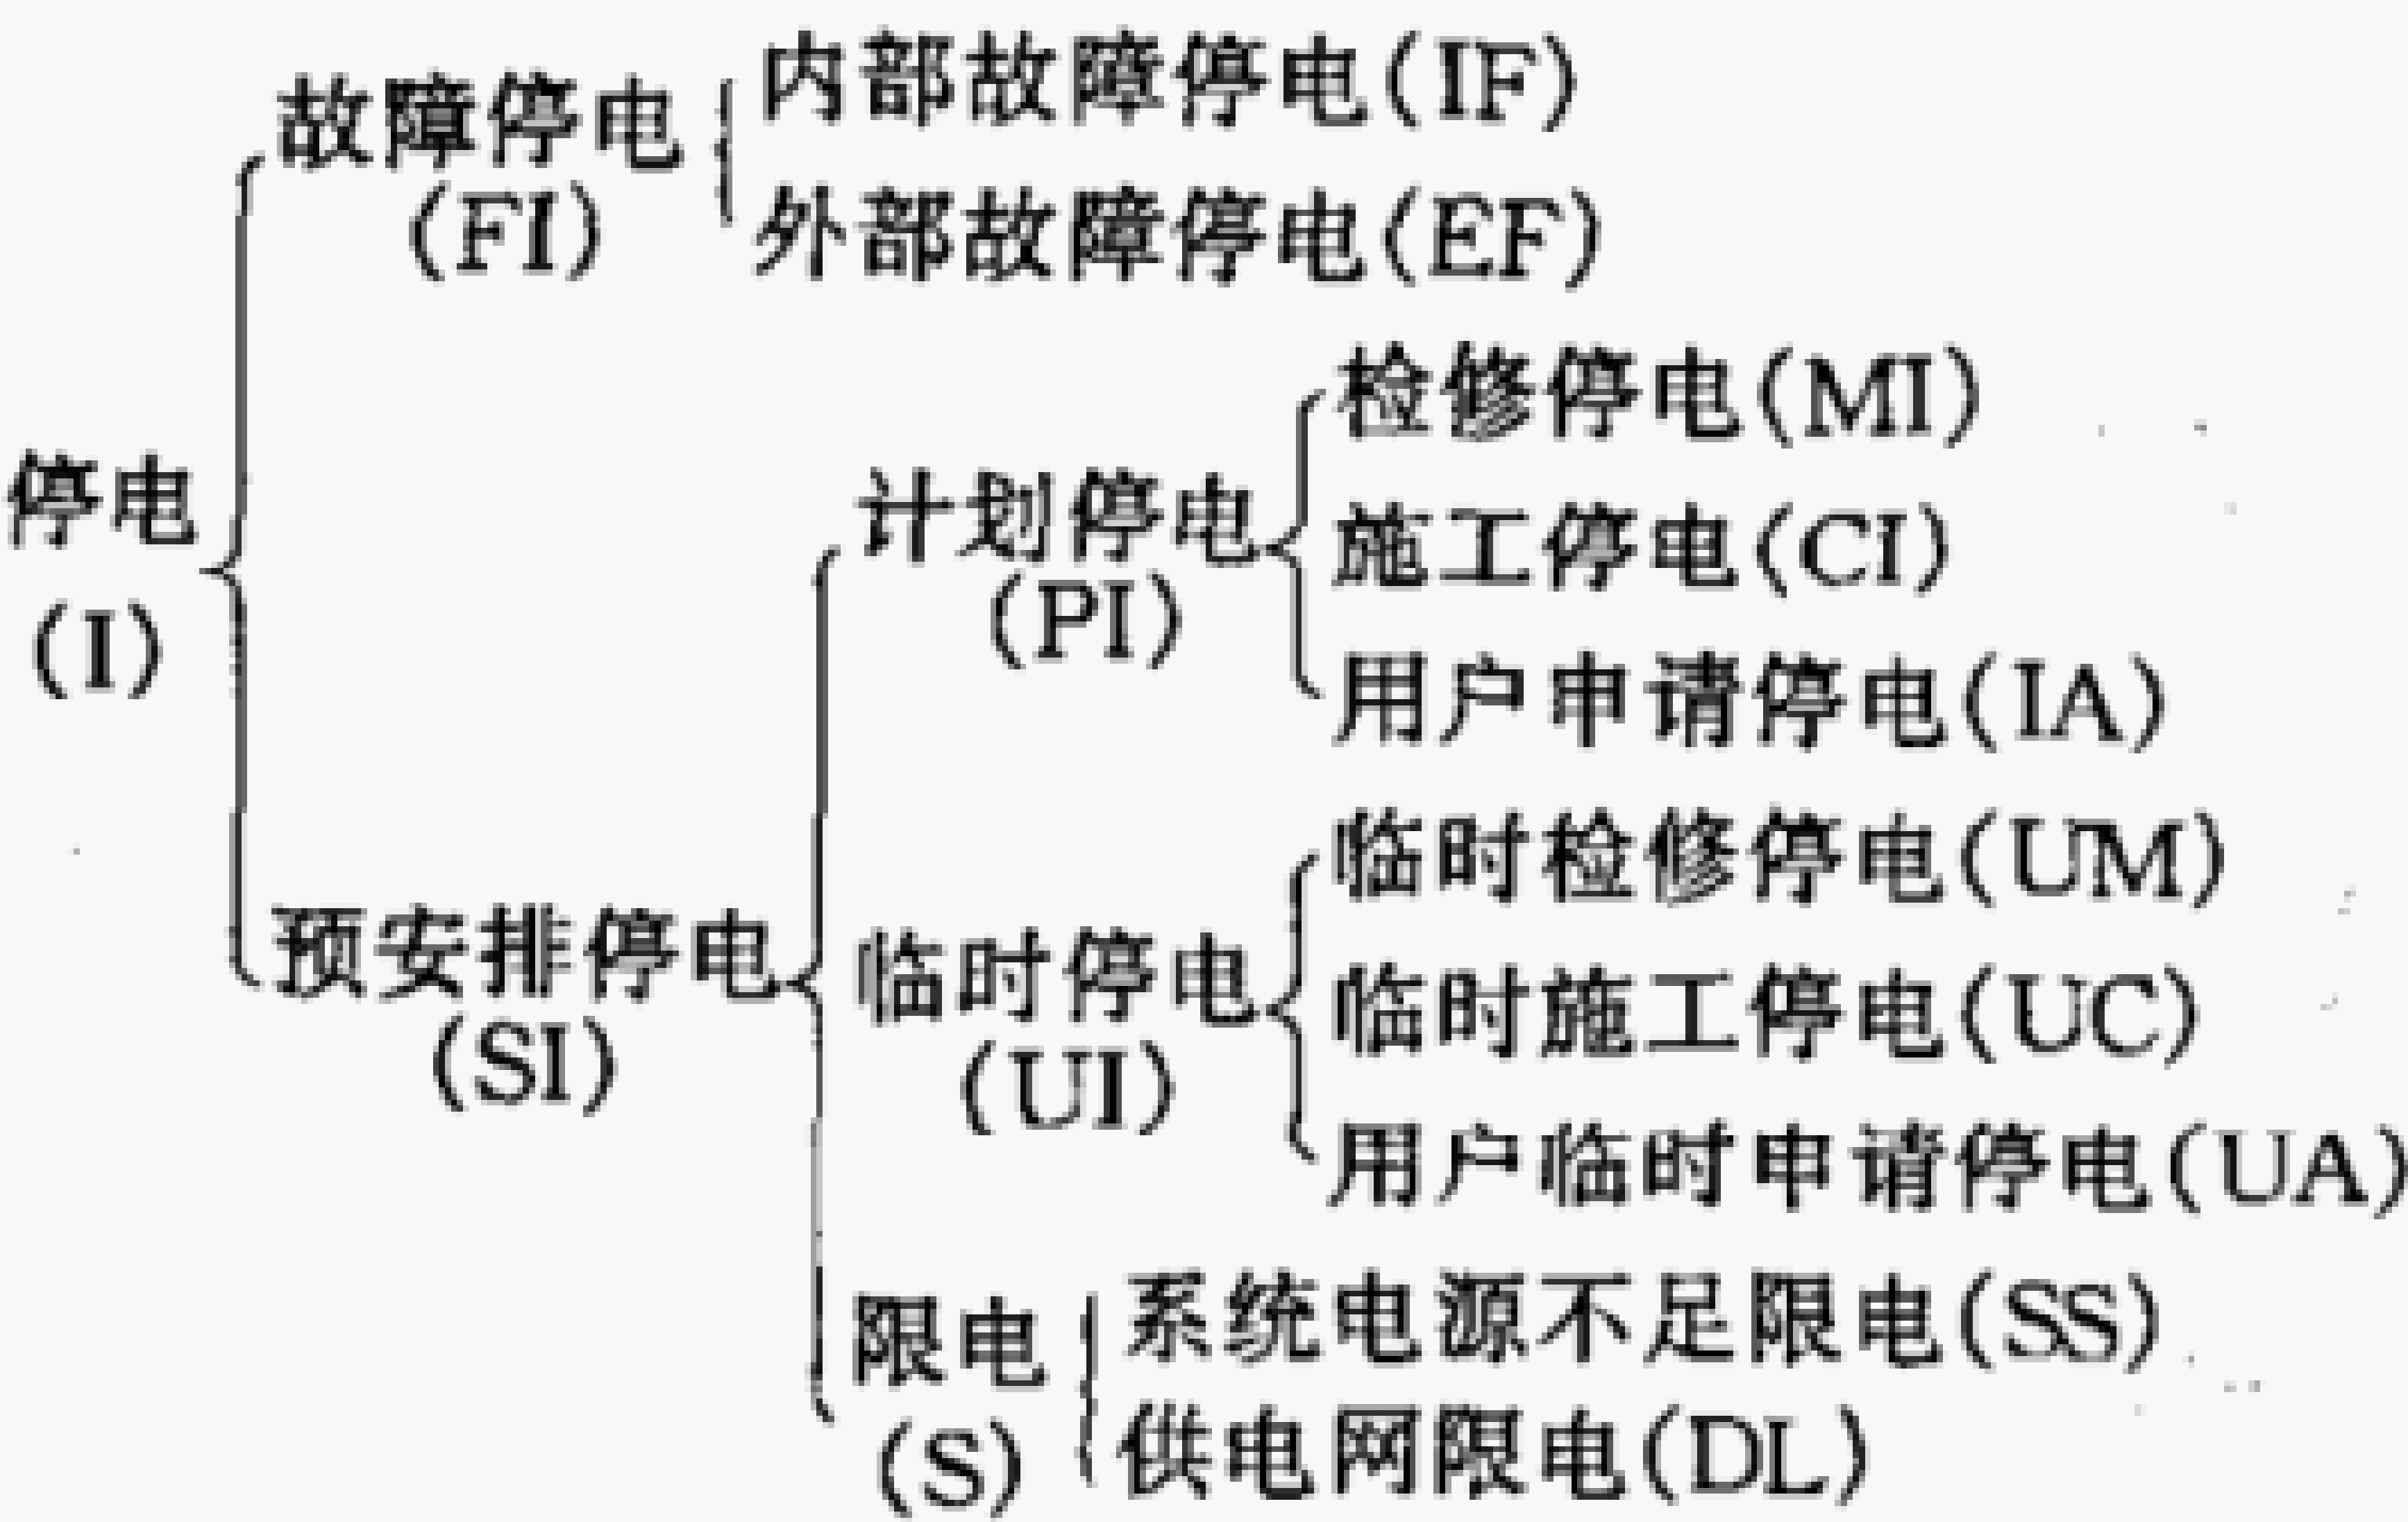 停电
(I)
故障停电
(FI)
内部故障停电(IF)
外部故障停电(EF)
预安排停电
(SI)
计划停电
(PI)
检修停电(MI)
施工停电(CI)
用户申请停电(IA)
临时停电
(UI)
临时检修停电(UM)
临时施工停电(UC)
用户临时申请停电(UA)
限电
(S)
系统电源不足限电(SS)
供电网限电(DL)